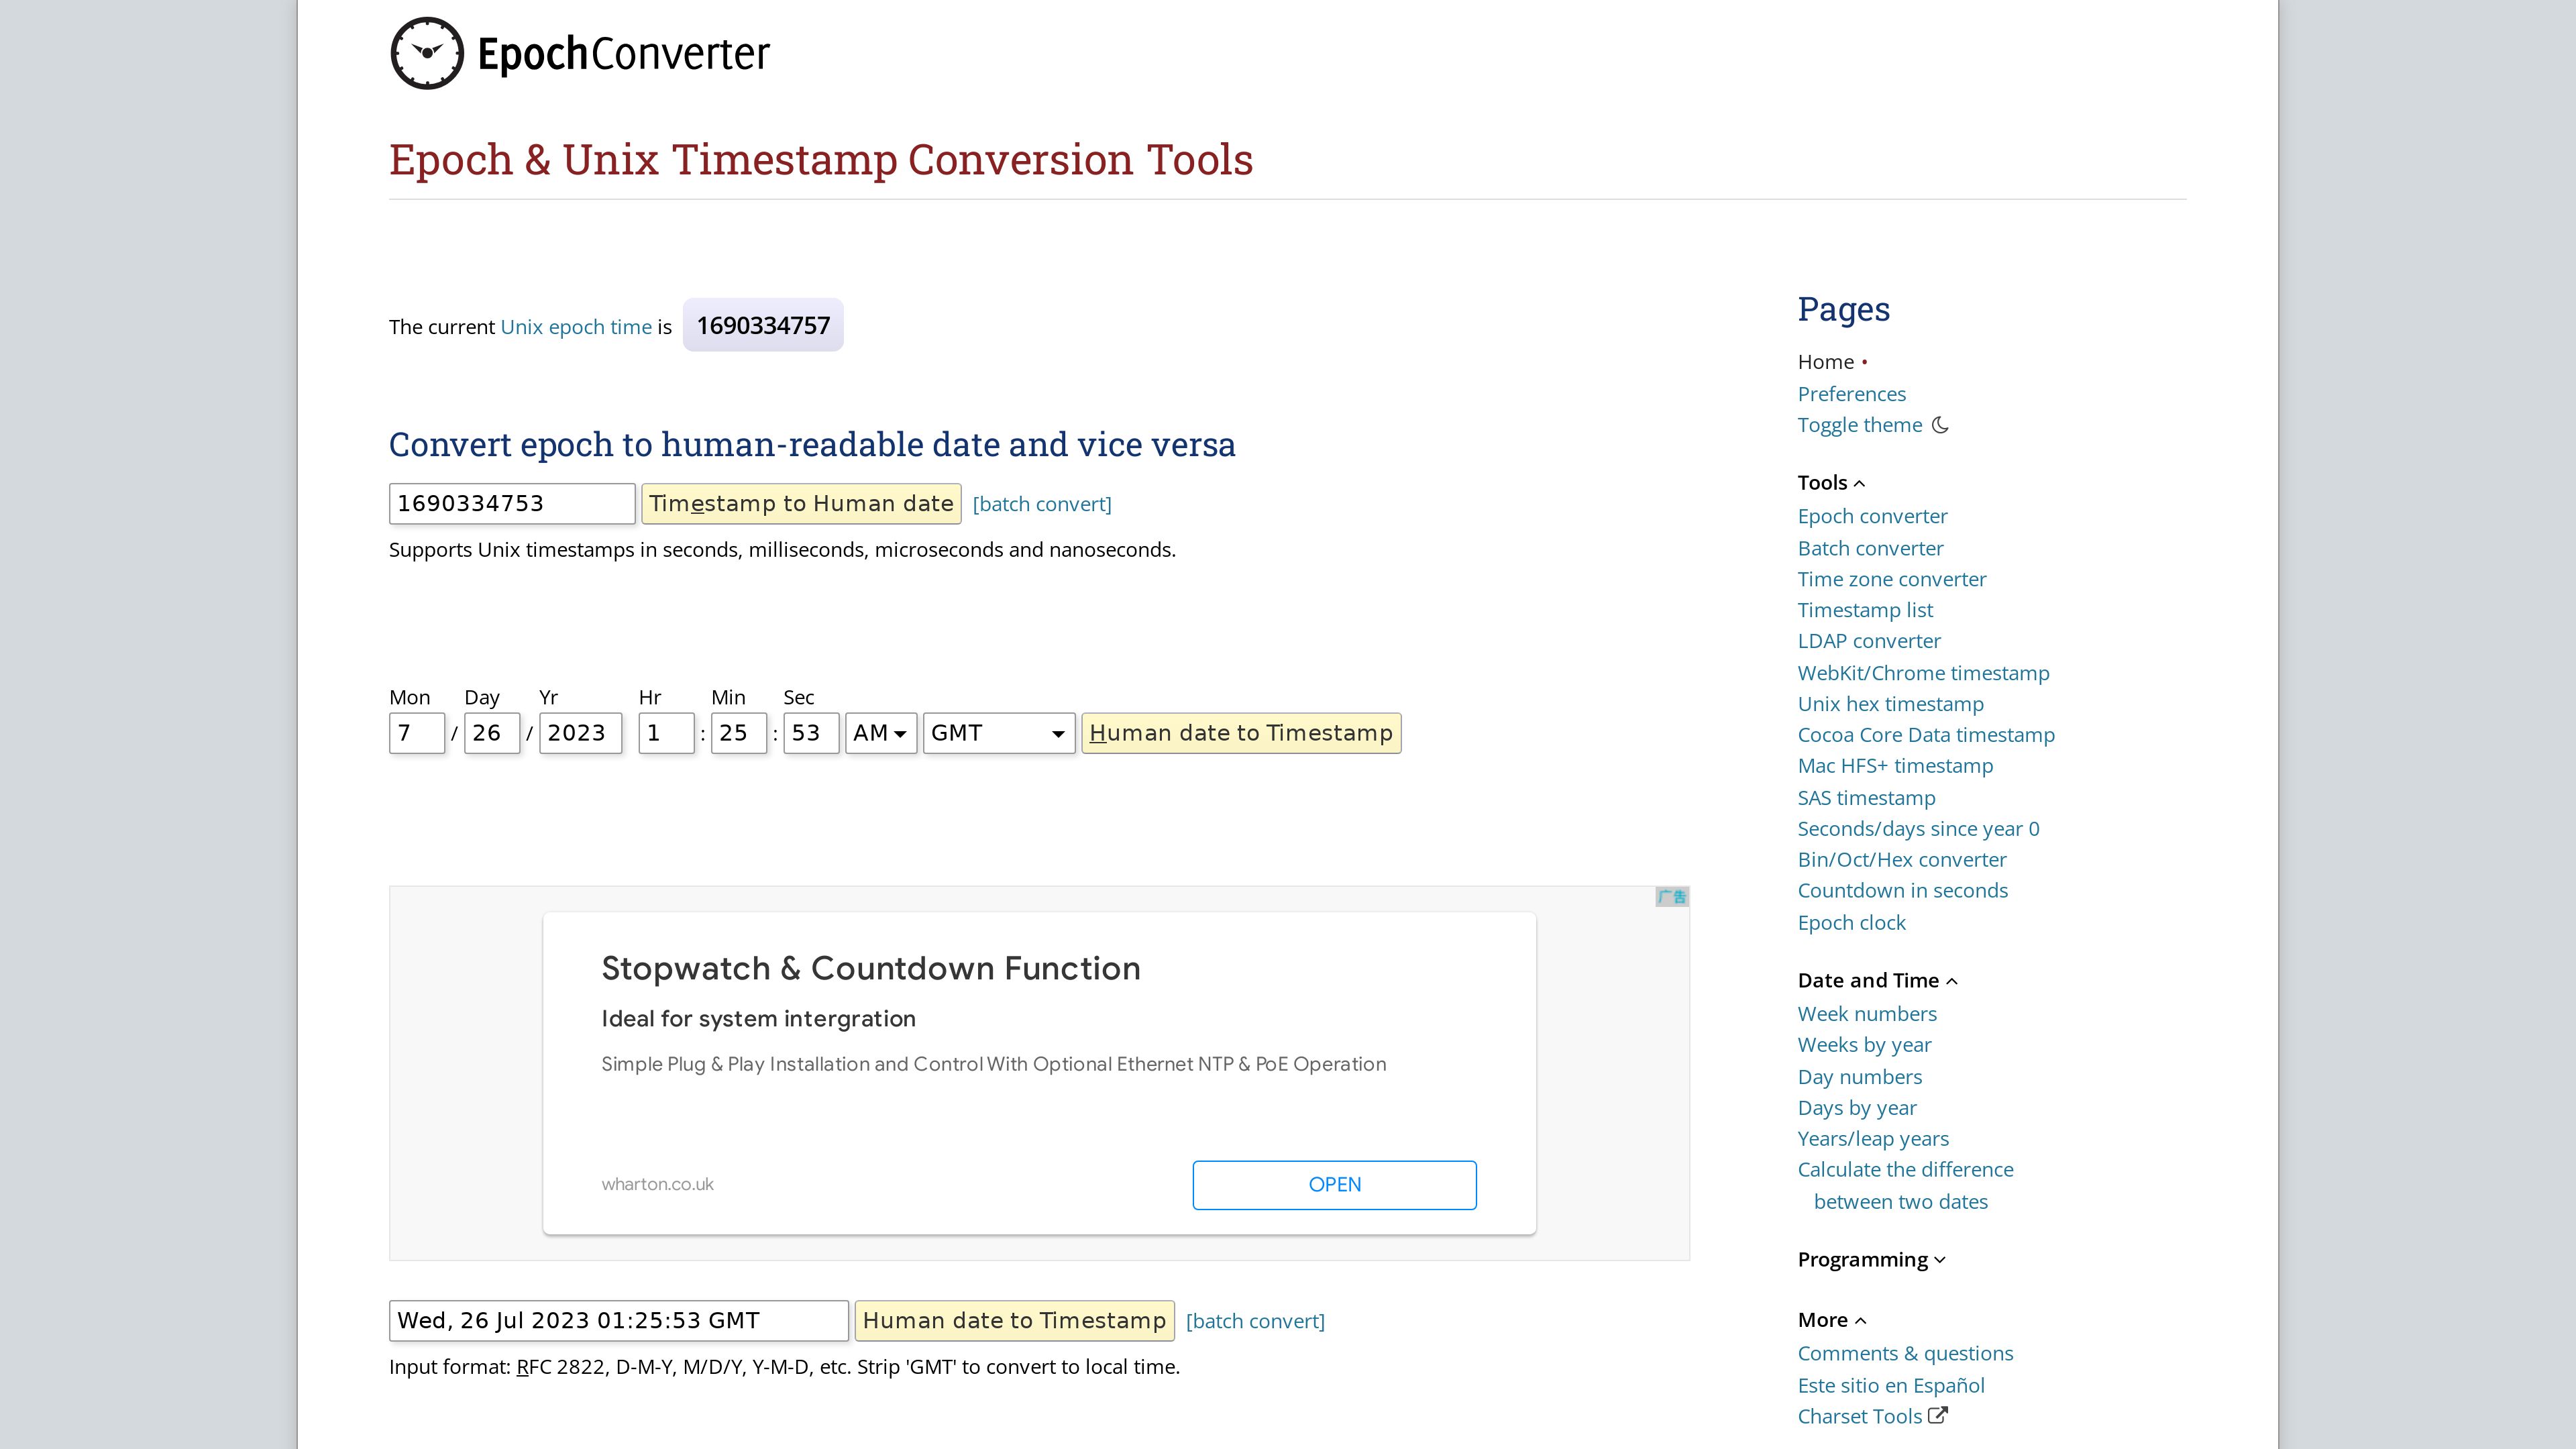 EpochConverter
Epoch & Unix Timestamp Conversion Tools
The current Unix epoch time is 1690334757
Convert epoch to human-readable date and vice versa
1690334753 Timestamp to Human date [batch convert]
Supports Unix timestamps in seconds, milliseconds, microseconds and nanoseconds.
Mon Day Yr Hr Min Sec
7 / 26 / 2023 1 : 25 : 53 AM GMT Human date to Timestamp
广告
Stopwatch & Countdown Function
Ideal for system intergration
Simple Plug & Play Installation and Control With Optional Ethernet NTP & PoE Operation
wharton.co.uk OPEN
Wed, 26 Jul 2023 01:25:53 GMT Human date to Timestamp [batch convert]
Input format: RFC 2822, D-M-Y, M/D/Y, Y-M-D, etc. Strip 'GMT' to convert to local time.
Pages
Home •
Preferences
Toggle theme
Tools
Epoch converter
Batch converter
Time zone converter
Timestamp list
LDAP converter
WebKit/Chrome timestamp
Unix hex timestamp
Cocoa Core Data timestamp
Mac HFS+ timestamp
SAS timestamp
Seconds/days since year 0
Bin/Oct/Hex converter
Countdown in seconds
Epoch clock
Date and Time
Week numbers
Weeks by year
Day numbers
Days by year
Years/leap years
Calculate the difference
between two dates
Programming
More
Comments & questions
Este sitio en Español
Charset Tools